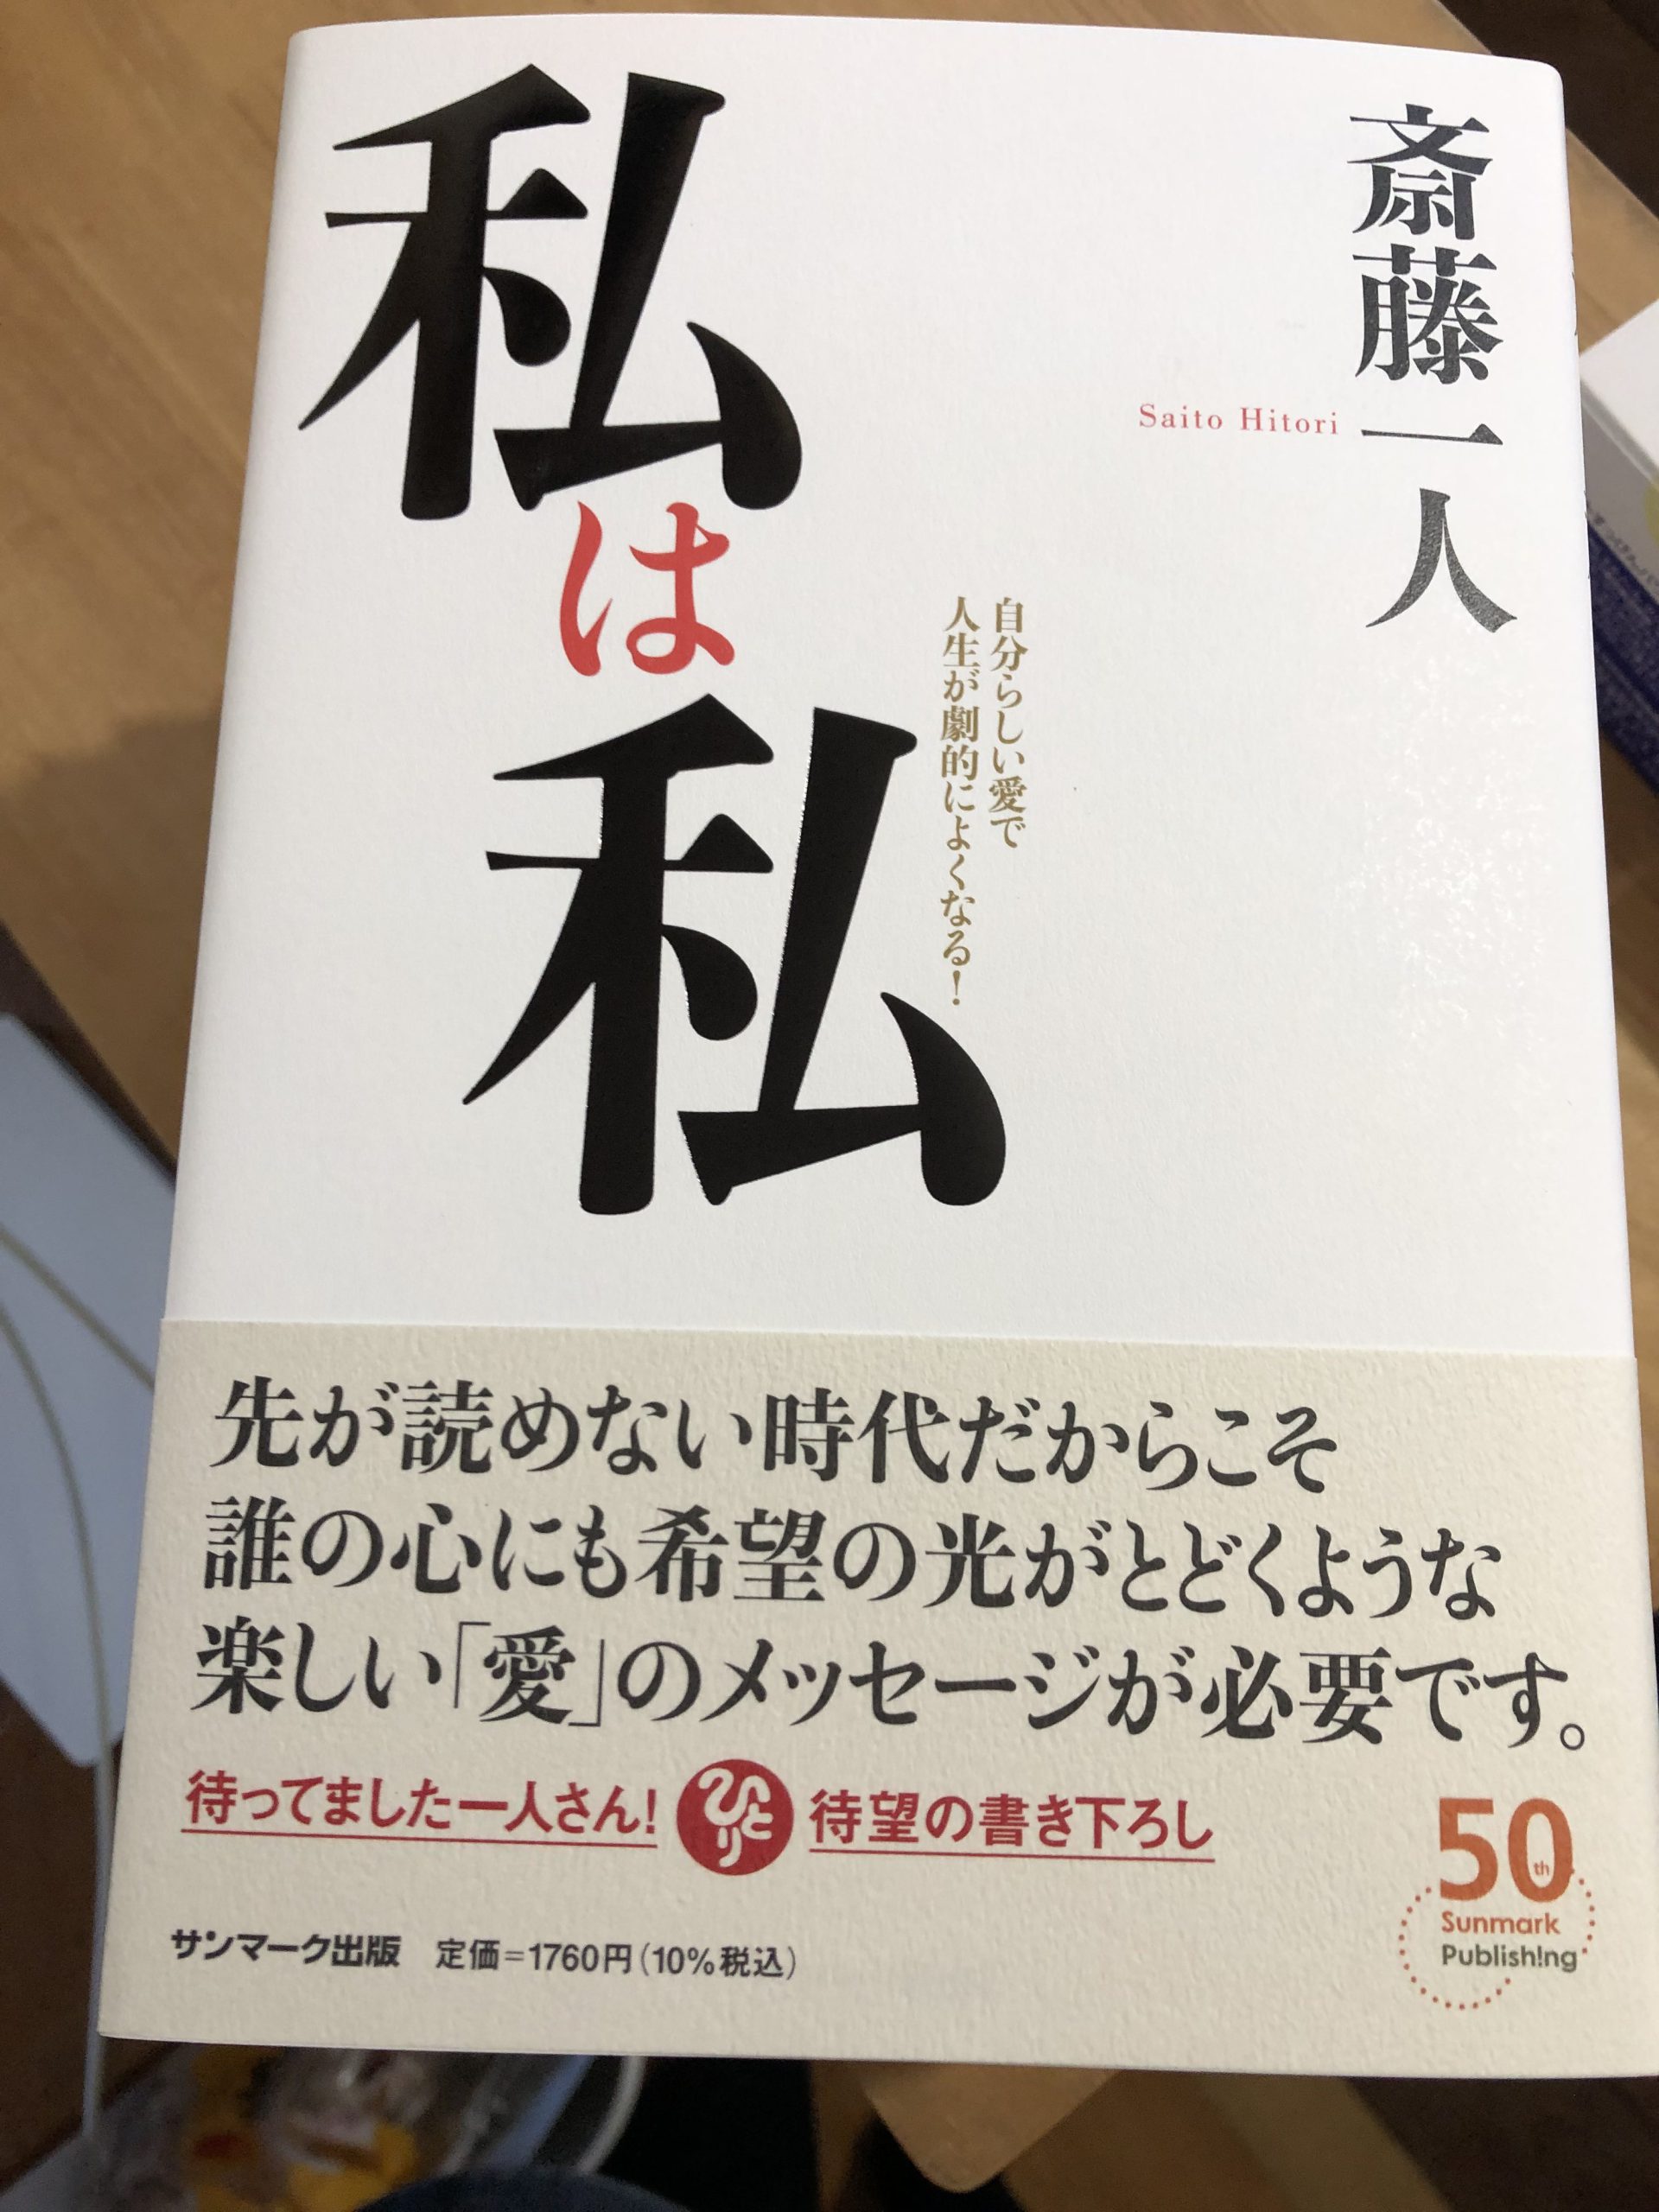 斎藤一人
Saito Hitori
自分らしい愛で
人生が劇的によくなる!
私は私
先が読めない時代だからこそ
誰の心にも希望の光がとどくような
楽しい「愛」のメッセージが必要です。
待ってました一人さん! ひとり 待望の書き下ろし
サンマーク出版 定価=1760円(10%税込)
50th
Sunmark
Publish!ng